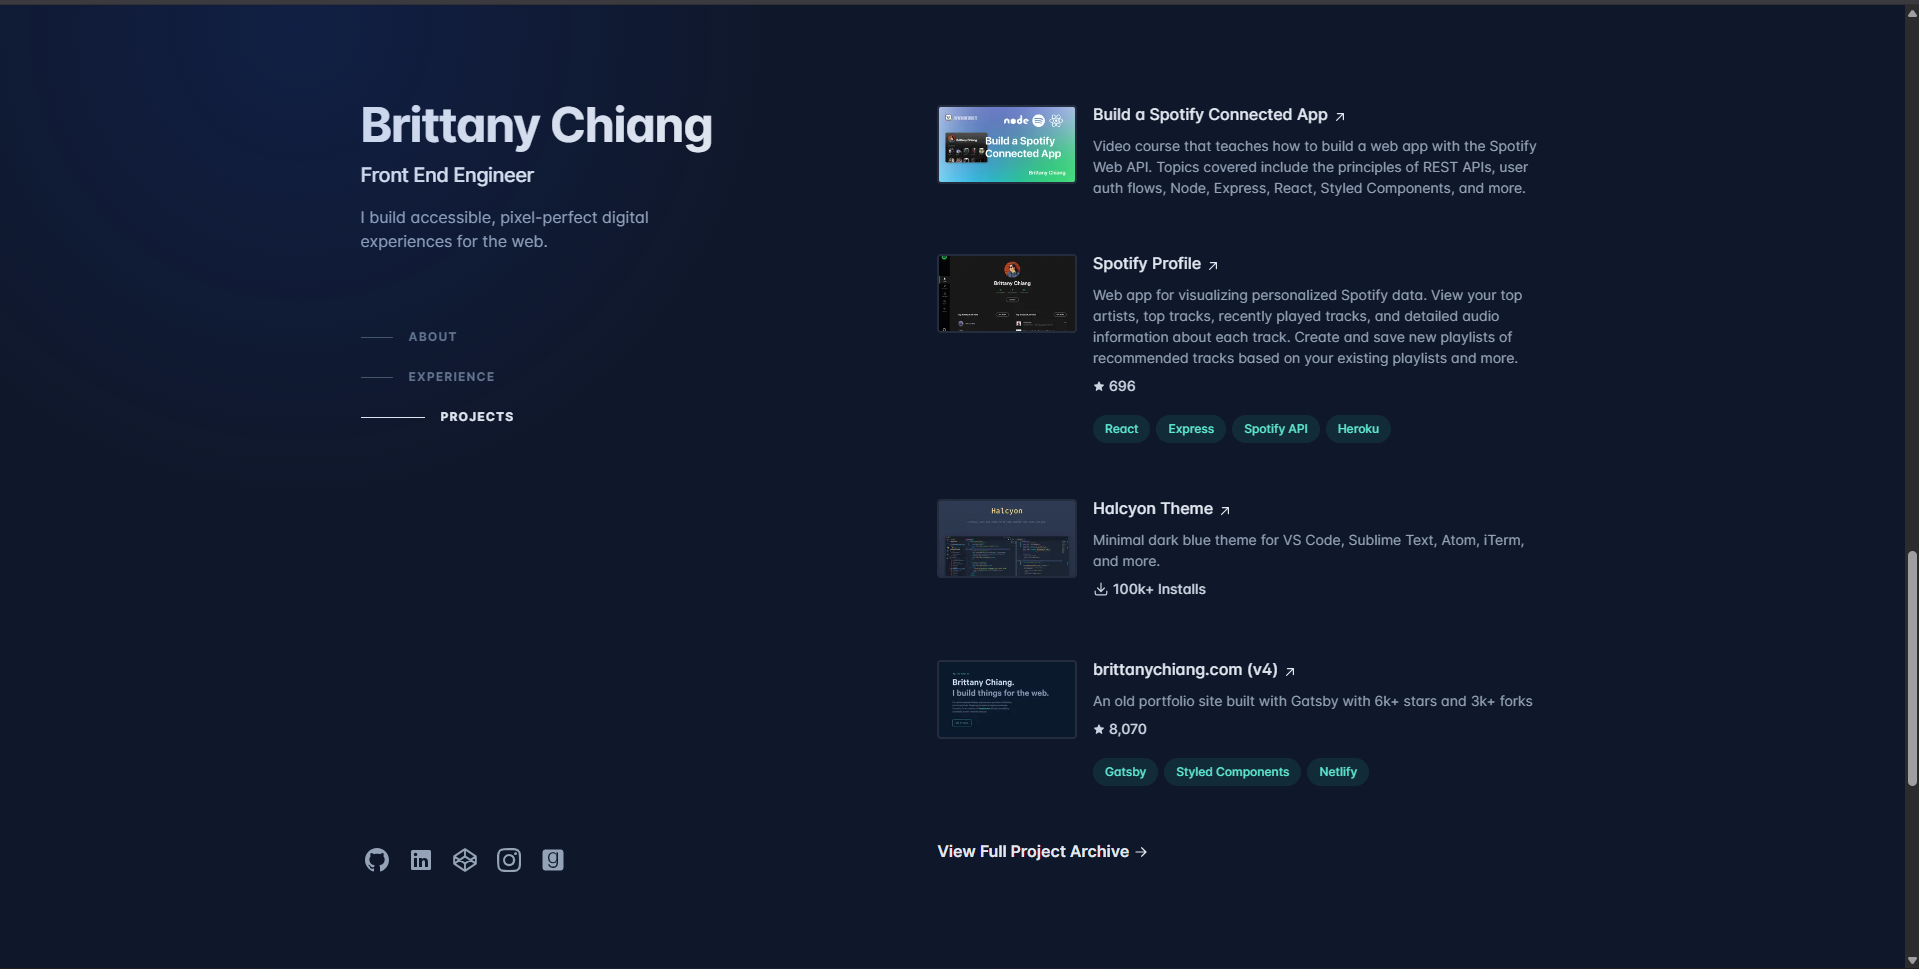 Brittany Chiang
Front End Engineer
I build accessible, pixel-perfect digital
experiences for the web.
ABOUT
EXPERIENCE
PROJECTS
node
Build a Spotify
Connected App
Brittany Chiang
Build a Spotify Connected App
Video course that teaches how to build a web app with the Spotify
Web API. Topics covered include the principles of REST APIs, user
auth flows, Node, Express, React, Styled Components, and more.
Brittany Chiang
Spotify Profile
Web app for visualizing personalized Spotify data. View your top
artists, top tracks, recently played tracks, and detailed audio
information about each track. Create and save new playlists of
recommended tracks based on your existing playlists and more.
696
React
Express
Spotify API
Heroku
Halcyon
Halcyon Theme
Minimal dark blue theme for VS Code, Sublime Text, Atom, iTerm,
and more.
100k+ Installs
Brittany Chiang.
I build things for the web.
brittanychiang.com (v4)
An old portfolio site built with Gatsby with 6k+ stars and 3k+ forks
8,070
Gatsby
Styled Components
Netlify
View Full Project Archive →